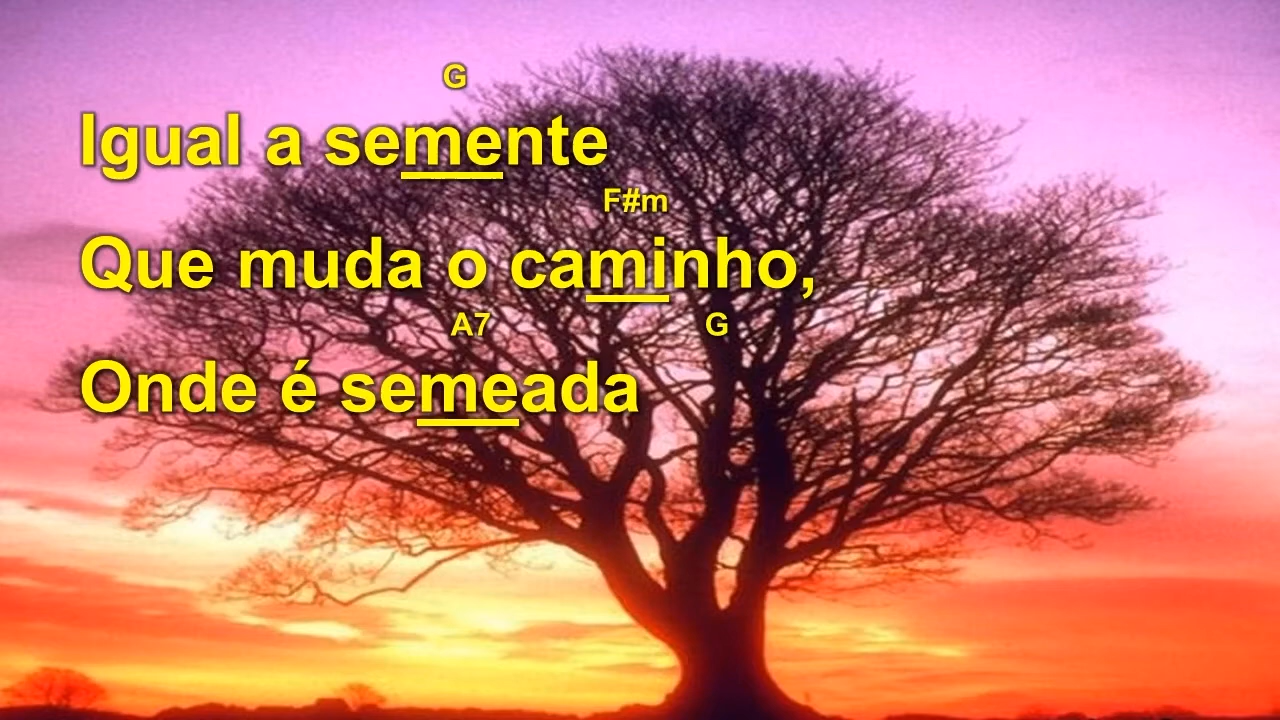 G
Igual a semente
F#m
Que muda o caminho,
A7 G
Onde é semeada